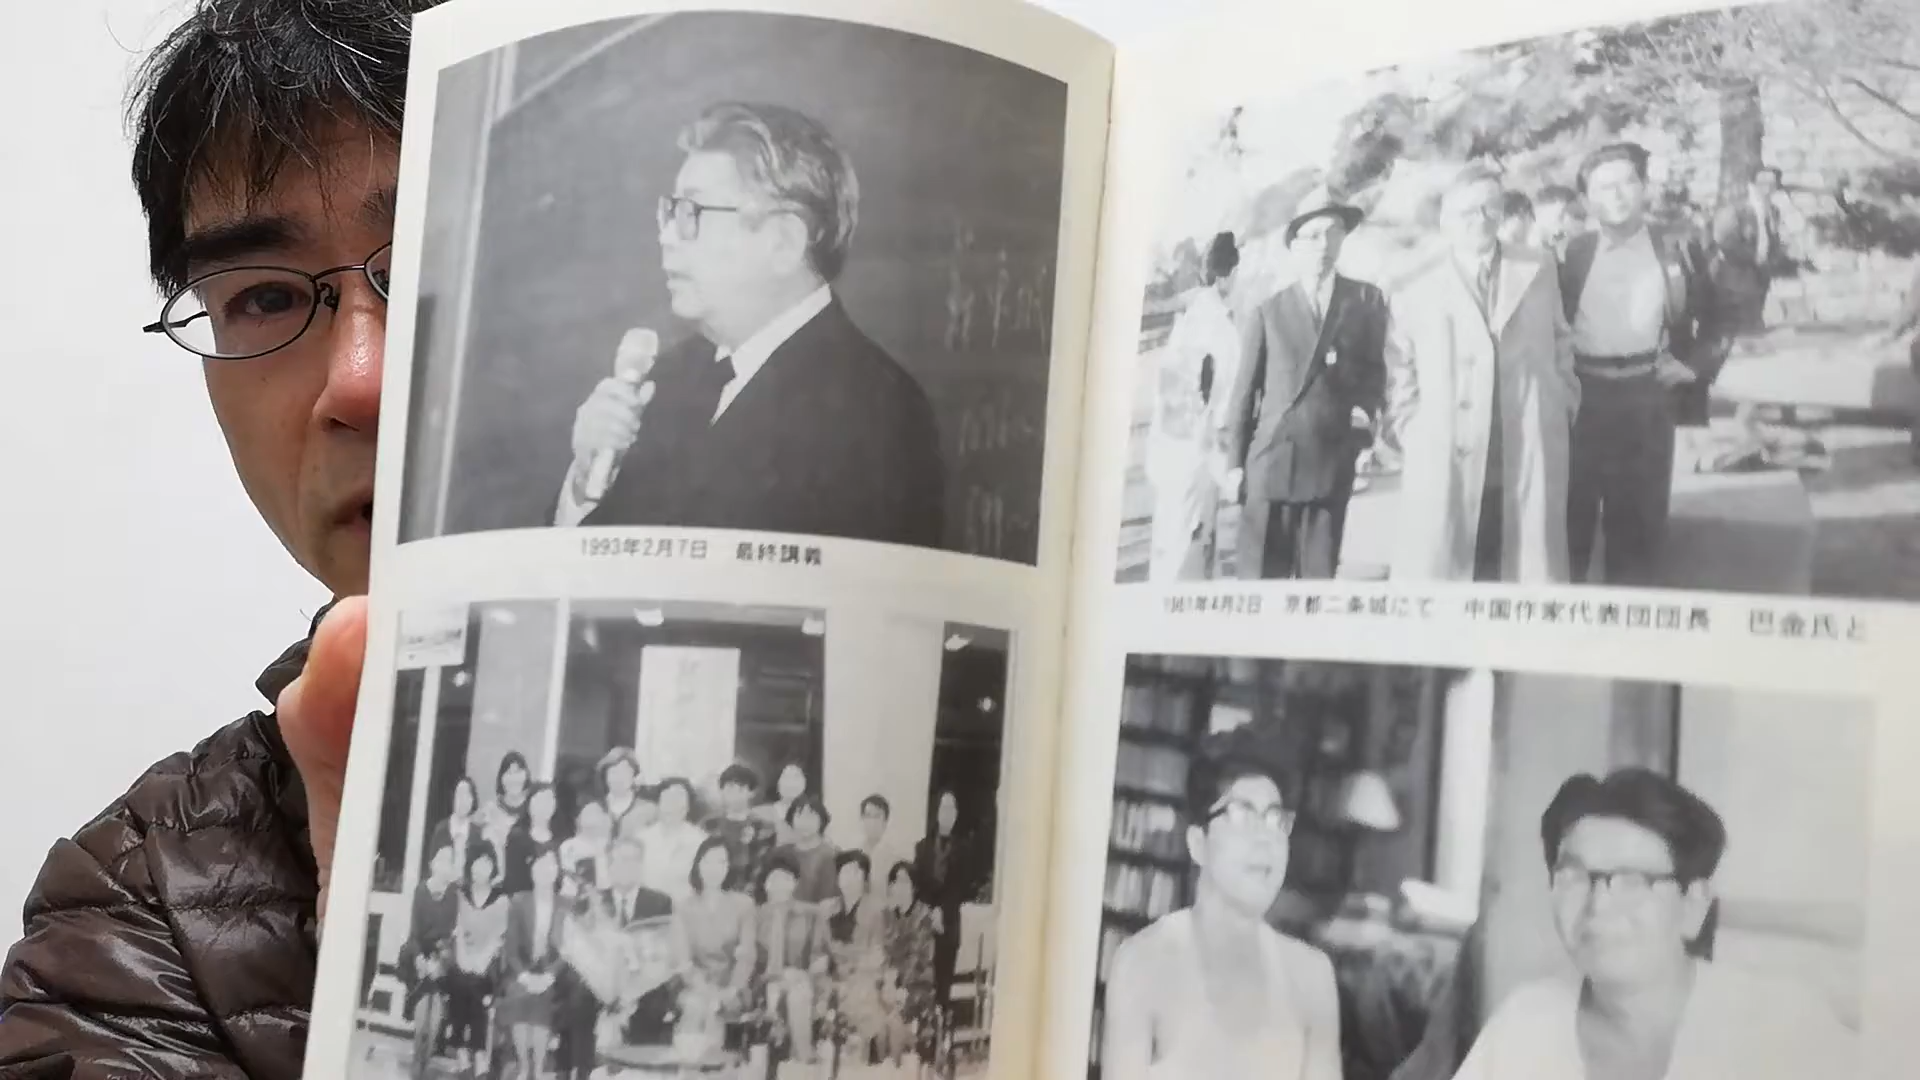 1993年2月7日 最終講義
1961年4月2日 京都二条城にて 中国作家代表団団長 巴金氏と